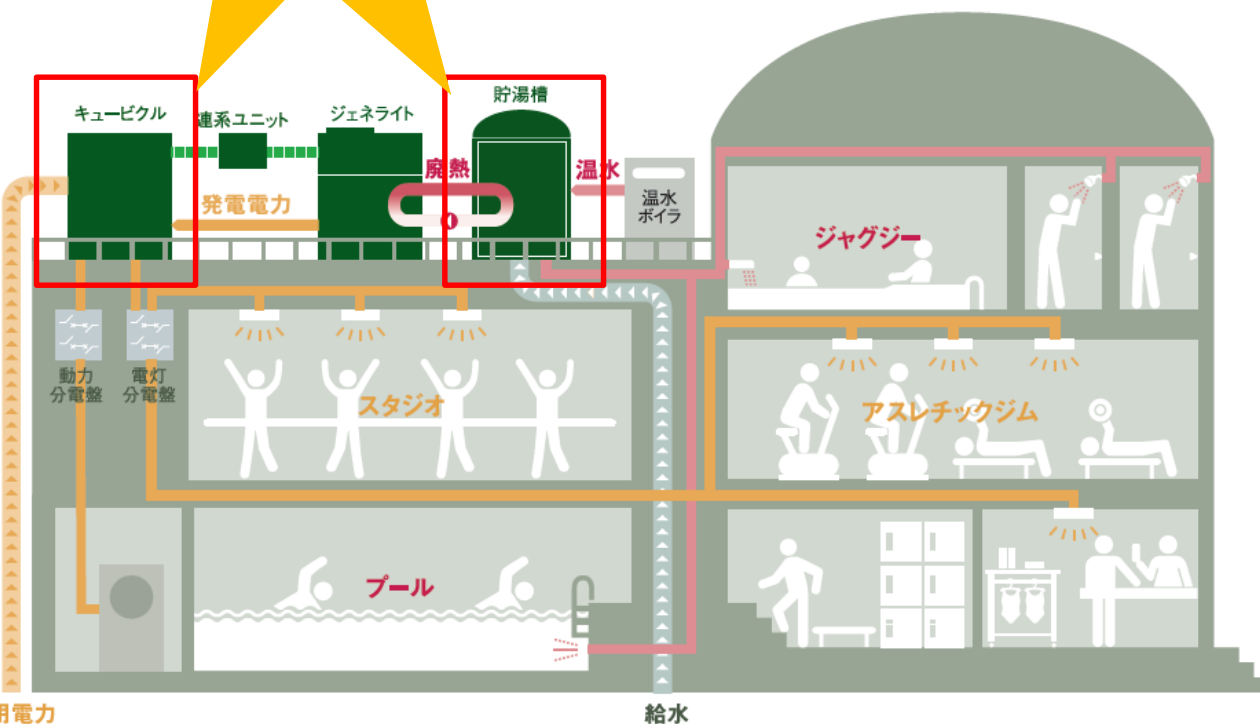 キュービクル
連系ユニット
ジェネライト
貯湯槽
廃熱
温水
発電電力
温水
ボイラ
ジャグジー
動力
分電盤
電灯
分電盤
スタジオ
アスレチックジム
プール
用電力
給水